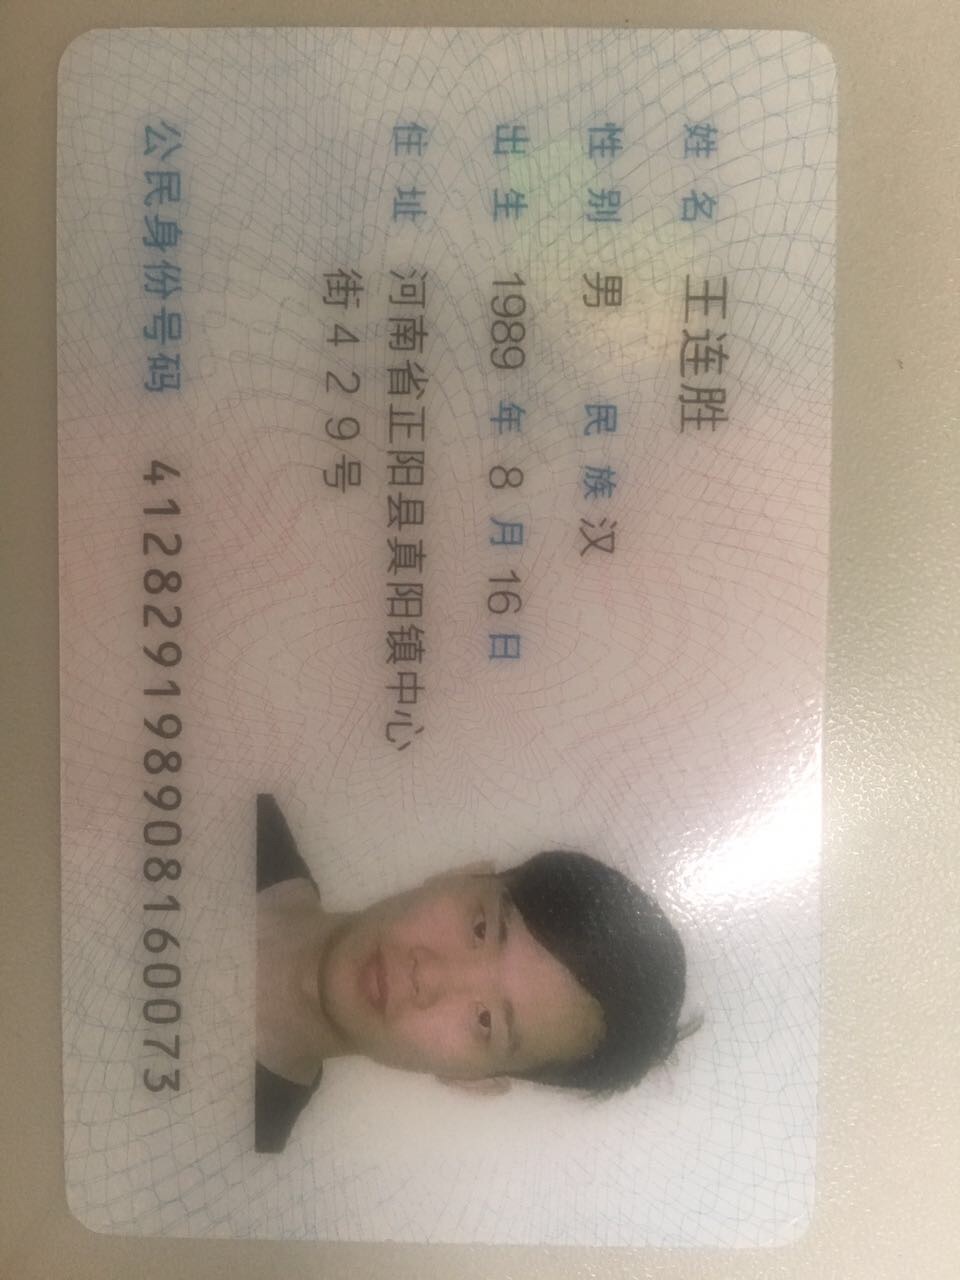 姓名 王连胜
性别 男 民族 汉
出生 1989 年 8 月 16 日
住址 河南省正阳县真阳镇中心
街429号
公民身份号码 412829198908160073